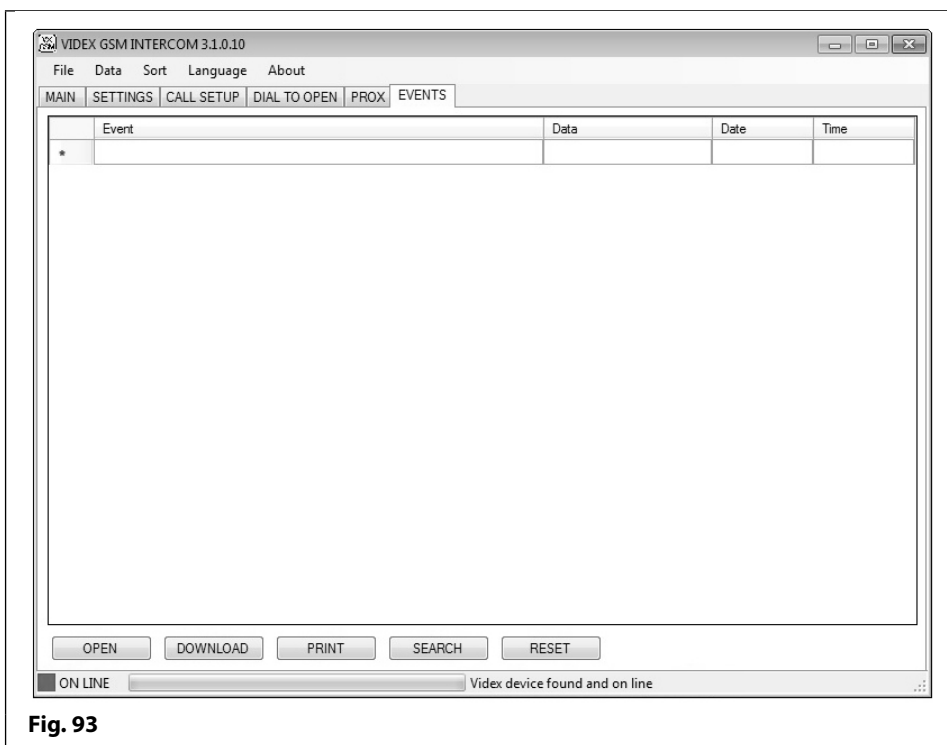 VIDEX GSM INTERCOM 3.1.0.10
File Data Sort Language About
MAIN SETTINGS CALL SETUP DIAL TO OPEN PROX EVENTS
Event Data Date Time
*
OPEN DOWNLOAD PRINT SEARCH RESET
ON LINE Videx device found and on line
Fig. 93